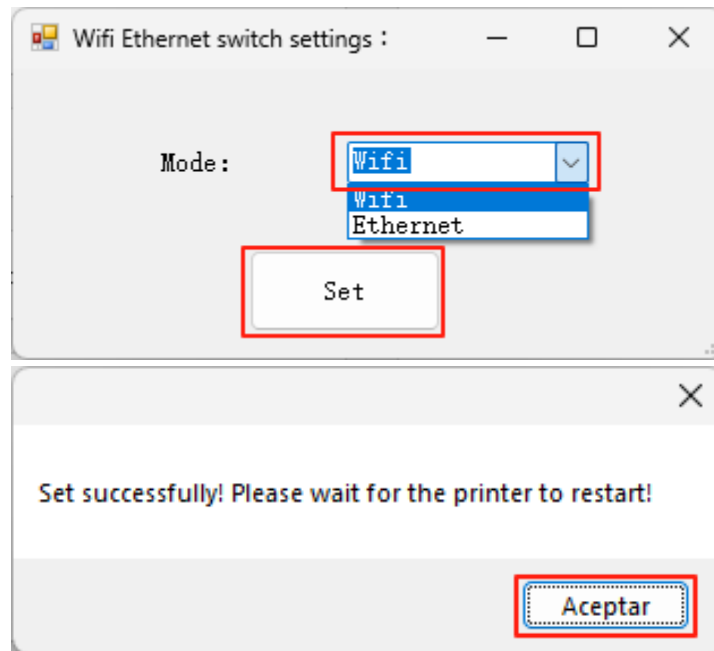 Wifi Ethernet switch settings：
Mode: Wifi
Wifi
Ethernet
Set
Set successfully! Please wait for the printer to restart!
Aceptar